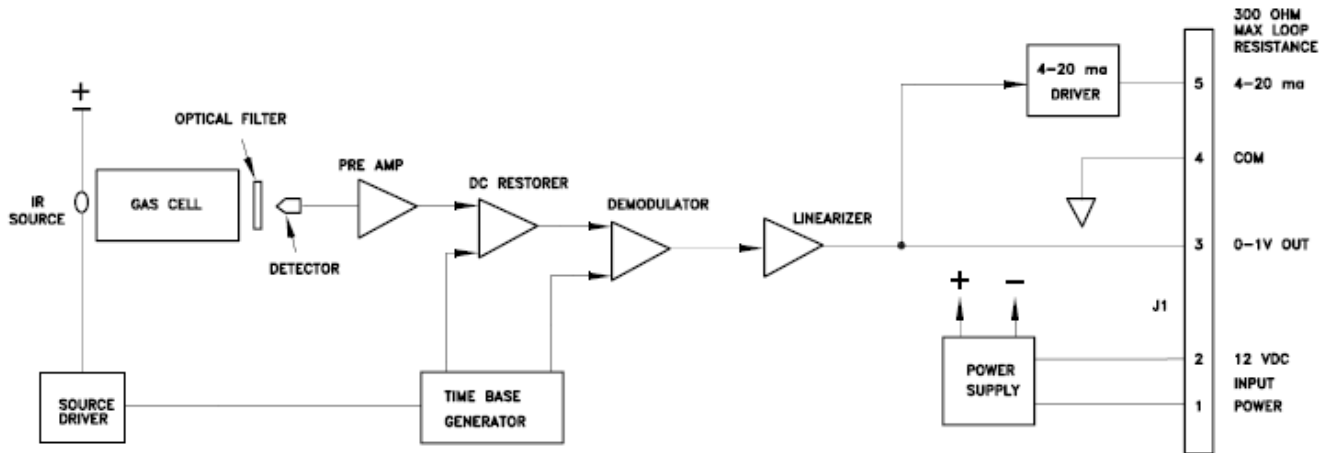 300 OHM
MAX LOOP
RESISTANCE
4-20 ma
DRIVER
5
4-20 ma
+
OPTICAL FILTER
PRE AMP
4
COM
IR
SOURCE
GAS CELL
DC RESTORER
DEMODULATOR
LINEARIZER
DETECTOR
3
0-1V OUT
+ -
J1
POWER
SUPPLY
2
12 VDC
INPUT
1
POWER
SOURCE
DRIVER
TIME BASE
GENERATOR